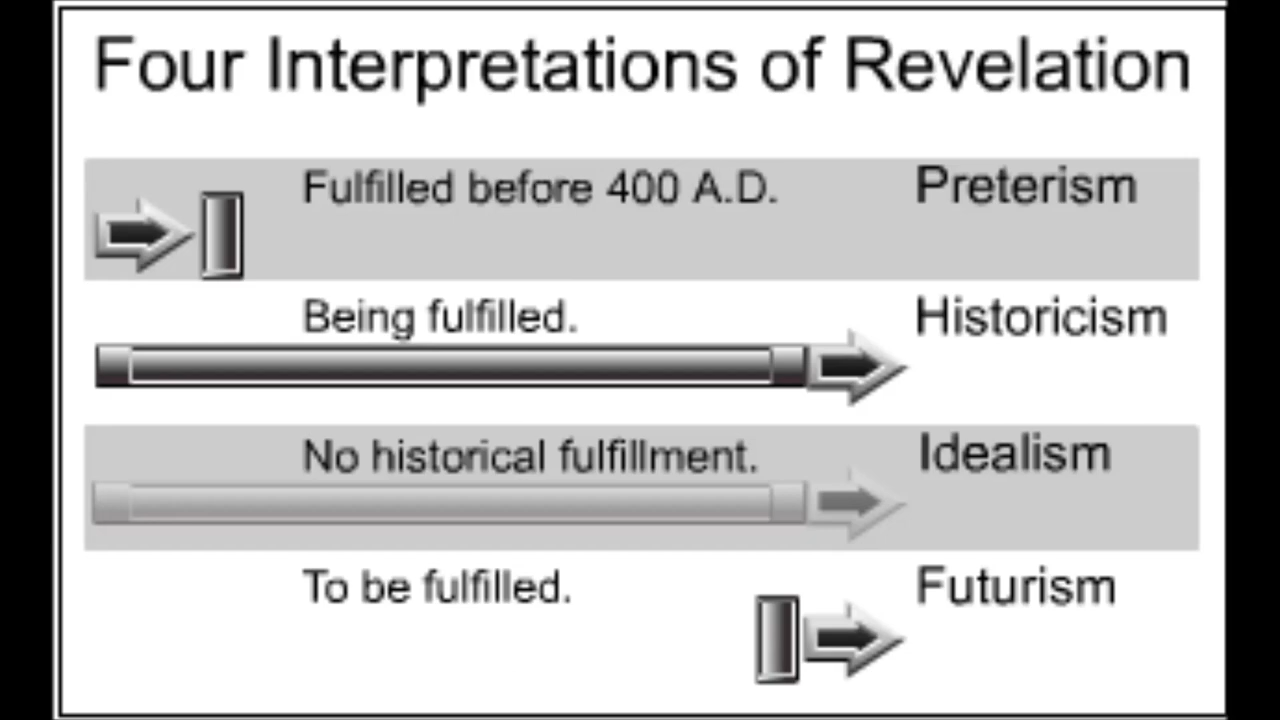 Four Interpretations of Revelation
Fulfilled before 400 A.D. Preterism
Being fulfilled. Historicism
No historical fulfillment. Idealism
To be fulfilled. Futurism